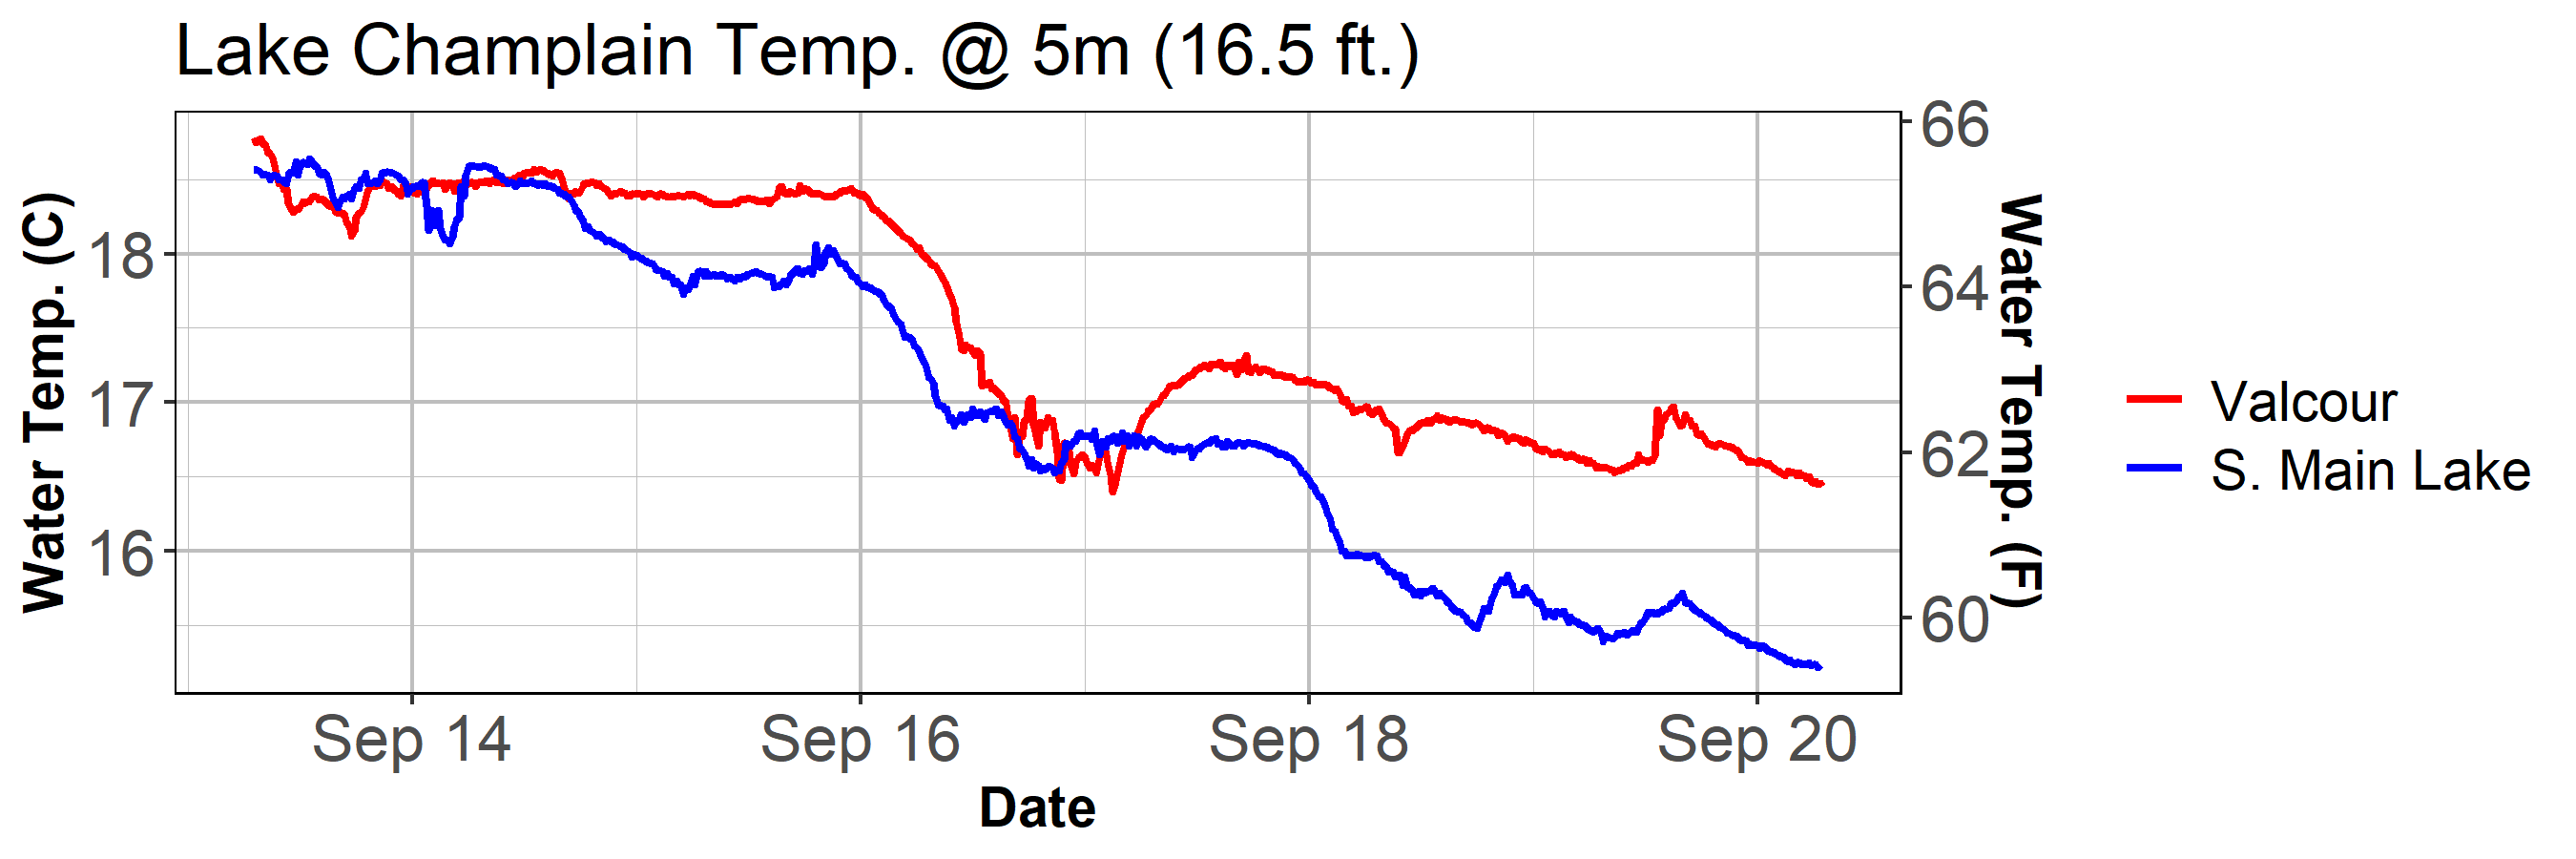 Lake Champlain Temp. @ 5m (16.5 ft.)
Water Temp. (C)
18
17
16
66
64
62
60
Water Temp. (F)
Sep 14 Sep 16 Sep 18 Sep 20
Date
Valcour
S. Main Lake